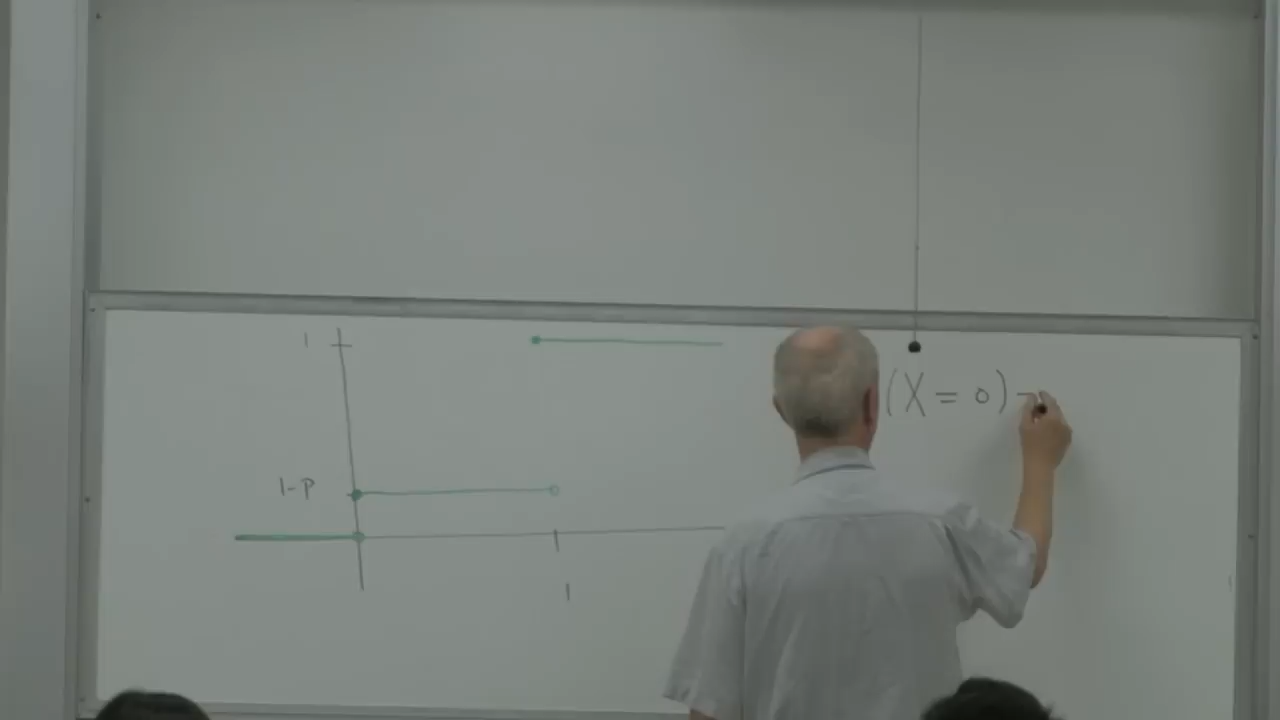 1
(X = 0) =
1-p
1